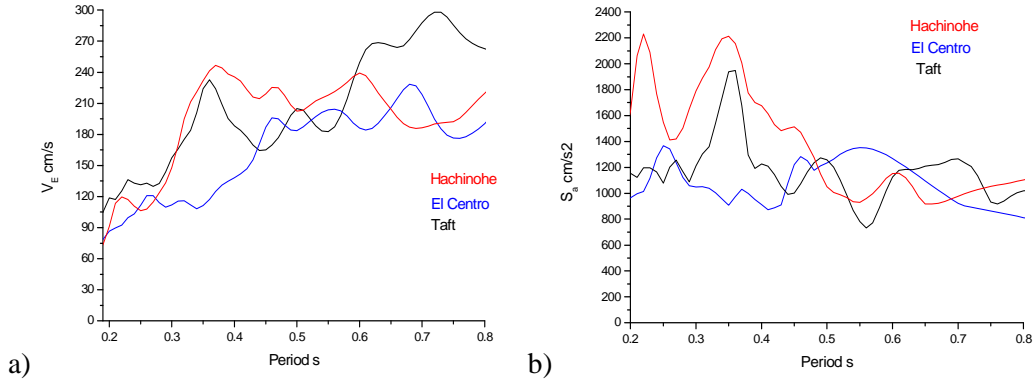 300
270
240
210
180
150
120
90
60
30
0
V_E cm/s
Hachinohe
El Centro
Taft
0.2 0.3 0.4 0.5 0.6 0.7 0.8
Period s
a)
2400
2200
2000
1800
1600
1400
1200
1000
800
600
400
200
0
S_a cm/s2
Hachinohe
El Centro
Taft
0.2 0.3 0.4 0.5 0.6 0.7 0.8
Period s
b)